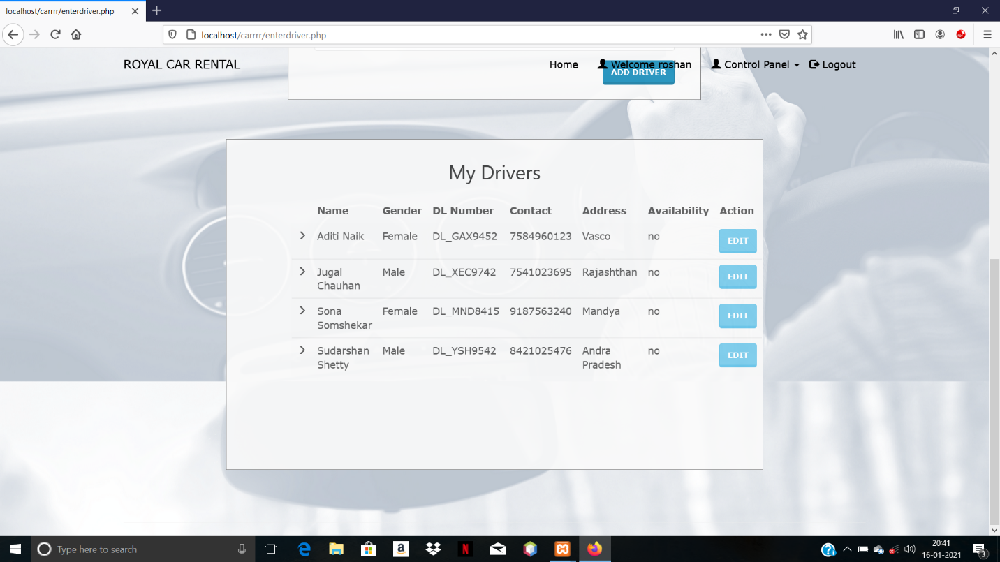 localhost/carrrr/enterdriver.php
localhost/carrrr/enterdriver.php
ROYAL CAR RENTAL
Home
Welcome roshan
Control Panel
Logout
ADD DRIVER
My Drivers
Name Gender DL Number Contact Address Availability Action
Aditi Naik Female DL_GAX9452 7584960123 Vasco no EDIT
Jugal Male DL_XEC9742 7541023695 Rajashthan no EDIT
Chauhan
Sona Female DL_MND8415 9187563240 Mandya no EDIT
Somshekar
Sudarshan Male DL_YSH9542 8421025476 Andra no EDIT
Shetty Pradesh
Type here to search
20:41
16-01-2021
3